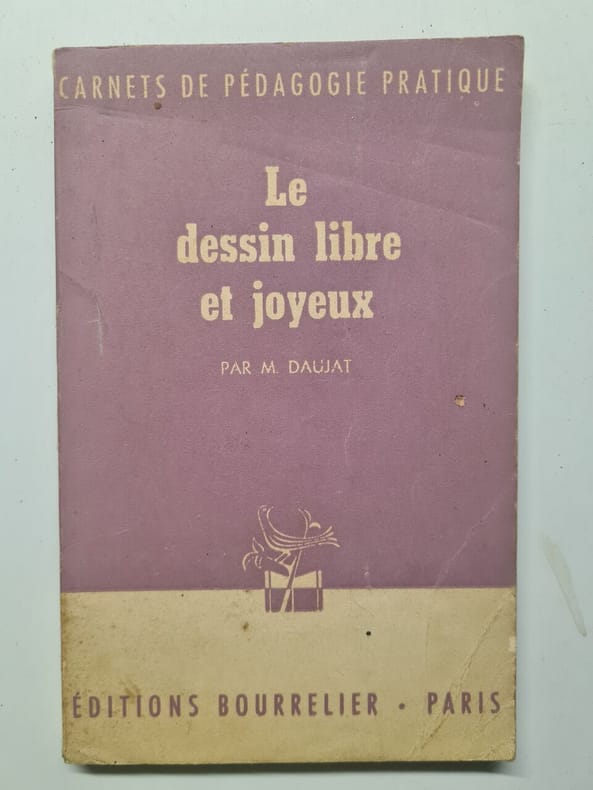 CARNETS DE PÉDAGOGIE PRATIQUE
Le
dessin libre
et joyeux
PAR M. DAUJAT
ÉDITIONS BOURRELIER • PARIS